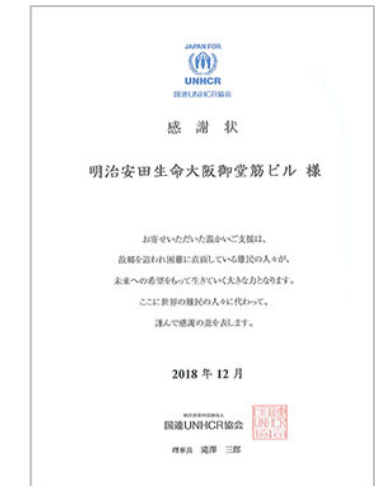 JAPAN FOR
UNHCR
国連UNHCR協会
感謝状
明治安田生命大阪御堂筋ビル 様
お寄せいただいた温かいご支援は、
故郷を追われ困難に直面している難民の人々が、
未来への希望をもって生きていく大きな力となります。
ここに世界の難民の人々に代わって、
謹んで感謝の意を表します。
2018 年 12 月
国連UNHCR協会
理事長 滝澤 三郎